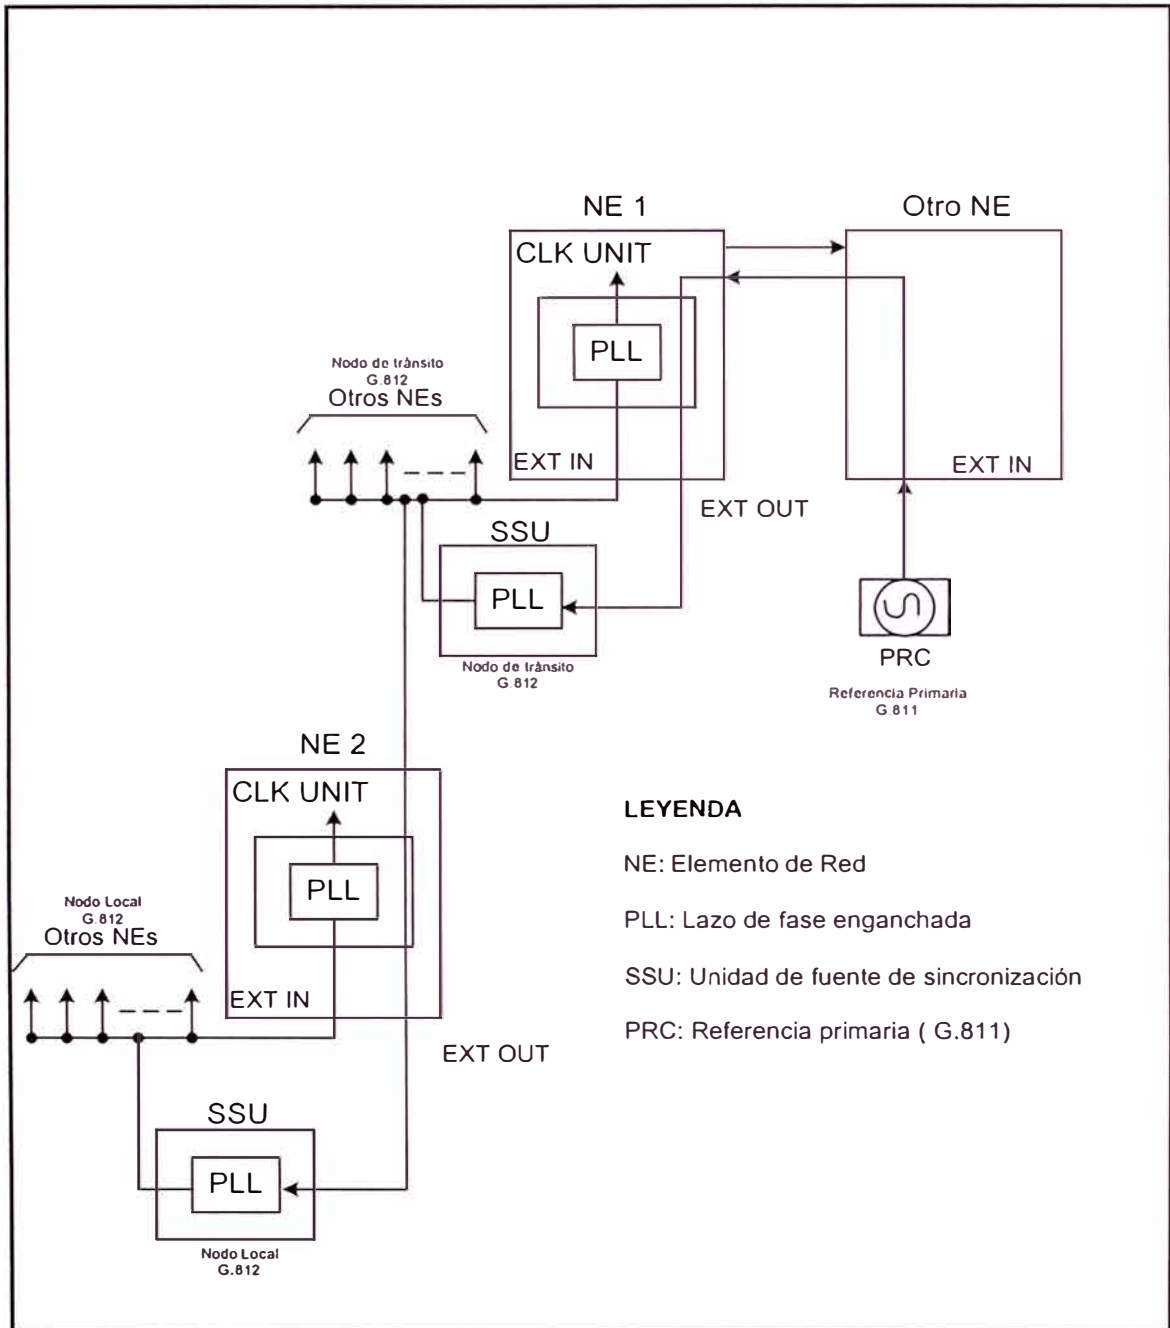 NE 1
Otro NE
CLK UNIT
PLL
Nodo de trânsito
G.812
Otros NEs
EXT IN
EXT IN
EXT OUT
SSU
PLL
Nodo de trânsito
G.812
PRC
Referencia Primaria
G.811
NE 2
CLK UNIT
PLL
Nodo Local
G.812
Otros NEs
EXT IN
EXT OUT
SSU
PLL
Nodo Local
G.812
LEYENDA
NE: Elemento de Red
PLL: Lazo de fase enganchada
SSU: Unidad de fuente de sincronización
PRC: Referencia primaria ( G.811)